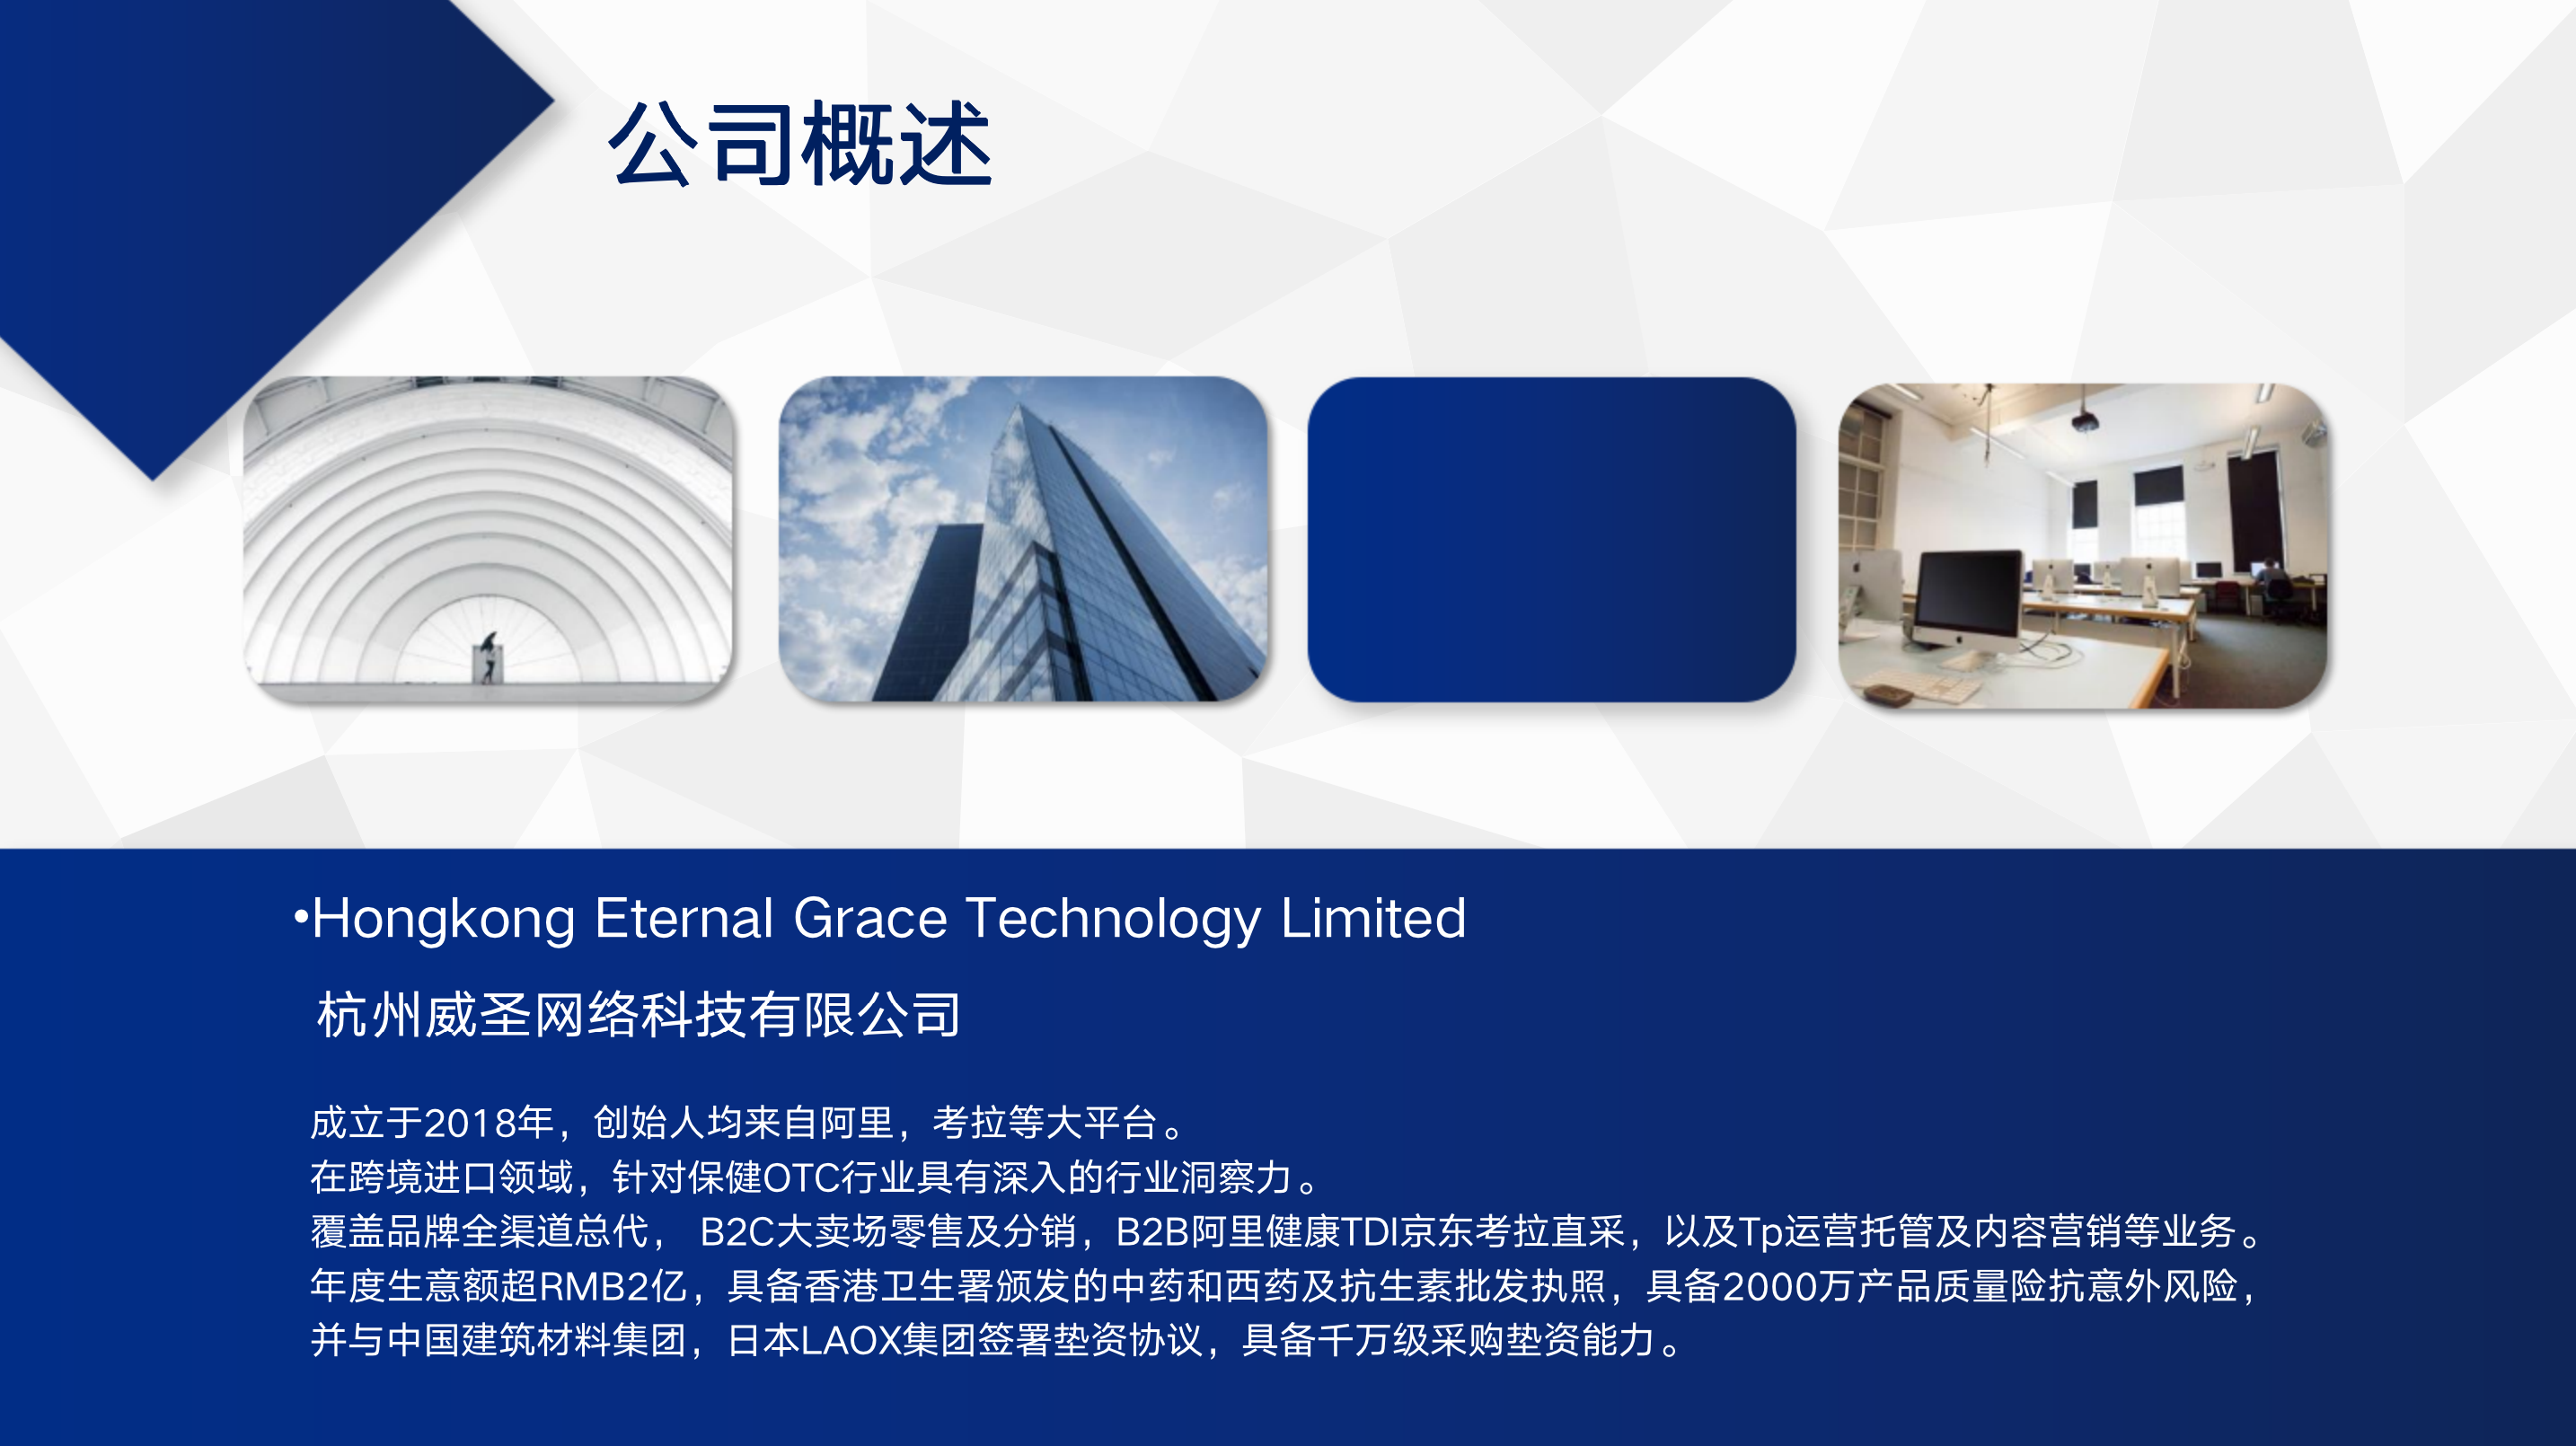 公司概述
•Hongkong Eternal Grace Technology Limited
杭州威圣网络科技有限公司
成立于2018年，创始人均来自阿里，考拉等大平台。
在跨境进口领域，针对保健OTC行业具有深入的行业洞察力。
覆盖品牌全渠道总代， B2C大卖场零售及分销，B2B阿里健康TDI京东考拉直采，以及Tp运营托管及内容营销等业务。
年度生意额超RMB2亿，具备香港卫生署颁发的中药和西药及抗生素批发执照，具备2000万产品质量险抗意外风险，
并与中国建筑材料集团，日本LAOX集团签署垫资协议，具备千万级采购垫资能力。